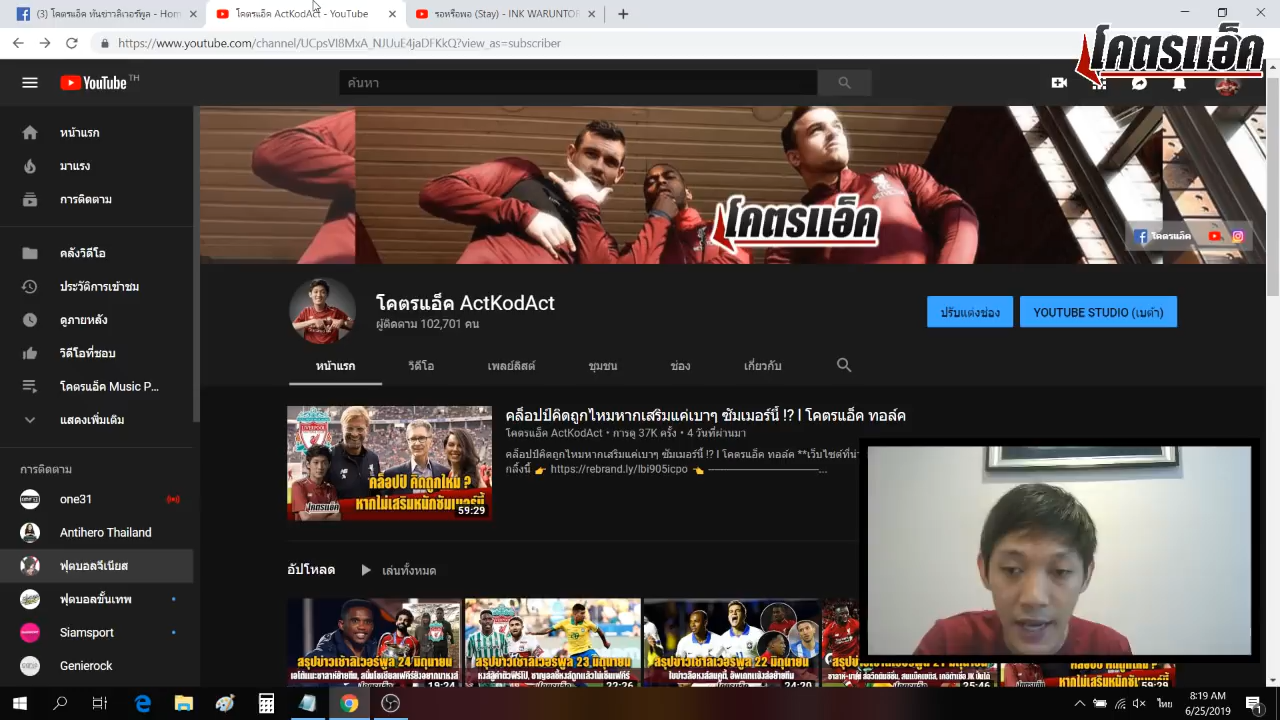 (3) โคตรแอ็ค ทันข่าวลิเวอร์พูล - Hom
โคตรแอ็ค ActKodAct - YouTube
รอหรือพอ (Stay) - INK WARUNTOR
https://www.youtube.com/channel/UCpsVI8MxA_NJUuE4jaDFKkQ?view_as=subscriber
โคตรแอ็ค
YouTube TH
ค้นหา
หน้าแรก
มาแรง
การติดตาม
คลังวิดีโอ
ประวัติการเข้าชม
ดูภายหลัง
วิดีโอที่ชอบ
โคตรแอ็ค Music P...
แสดงเพิ่มเติม
การติดตาม
one31
Antihero Thailand
ฟุตบอลจีเนียส
ฟุตบอลขั้นเทพ
Siamsport
Genierock
โคตรแอ็ค
โคตรแอ็ค
โคตรแอ็ค ActKodAct
ผู้ติดตาม 102,701 คน
ปรับแต่งช่อง
YOUTUBE STUDIO (เบต้า)
หน้าแรก วิดีโอ เพลย์ลิสต์ ชุมชน ช่อง เกี่ยวกับ
คล็อปป์คิดถูกไหมหากเสริมแค่เบาๆ ซัมเมอร์นี้ !? l โคตรแอ็ค ทอล์ค
โคตรแอ็ค ActKodAct • การดู 37K ครั้ง • 4 วันที่ผ่านมา
คล็อปป์คิดถูกไหมหากเสริมแค่เบาๆ ซัมเมอร์นี้ !? l โคตรแอ็ค ทอล์ค **เว็บไซต์ที่น่า
กลิ้งนี้ 👉 https://rebrand.ly/lbi905icpo 👈 -----------------------------...
คล็อปป์ คิดถูกไหม ?
หากไม่เสริมหนักซัมเมอร์นี้
59:29
อัปโหลด
เล่นทั้งหมด
สรุปข่าวเช้าลิเวอร์พูล 24 มิถุนายน
19:24
สรุปข่าวเช้าลิเวอร์พูล 23 มิถุนายน
22:26
สรุปข่าวเช้าลิเวอร์พูล 22 มิถุนายน
24:20
25:46
59:29
ไทย
8:19 AM
6/25/2019